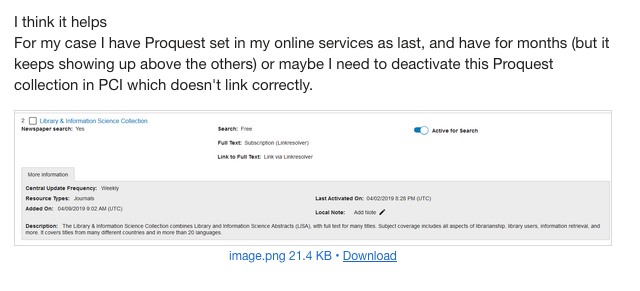 I think it helps
For my case I have Proquest set in my online services as last, and have for months (but it
keeps showing up above the others) or maybe I need to deactivate this Proquest
collection in PCI which doesn't link correctly.
2 Library & Information Science Collection
Newspaper search: Yes
Search: Free
Active for Search
Full Text: Subscription (Linkresolver)
Link to Full Text: Link via Linkresolver
More information
Central Update Frequency: Weekly
Resource Types: Journals
Last Activated On: 04/02/2019 8:28 PM (UTC)
Added On: 04/09/2019 9:02 AM (UTC)
Local Note: Add Note
Description: The Library & Information Science Collection combines Library and Information Science Abstracts (LISA), with full text for many titles. Subject coverage includes all aspects of librarianship, library users, information retrieval, and
more. It covers titles from many different countries and in more than 20 languages.
image.png 21.4 KB • Download